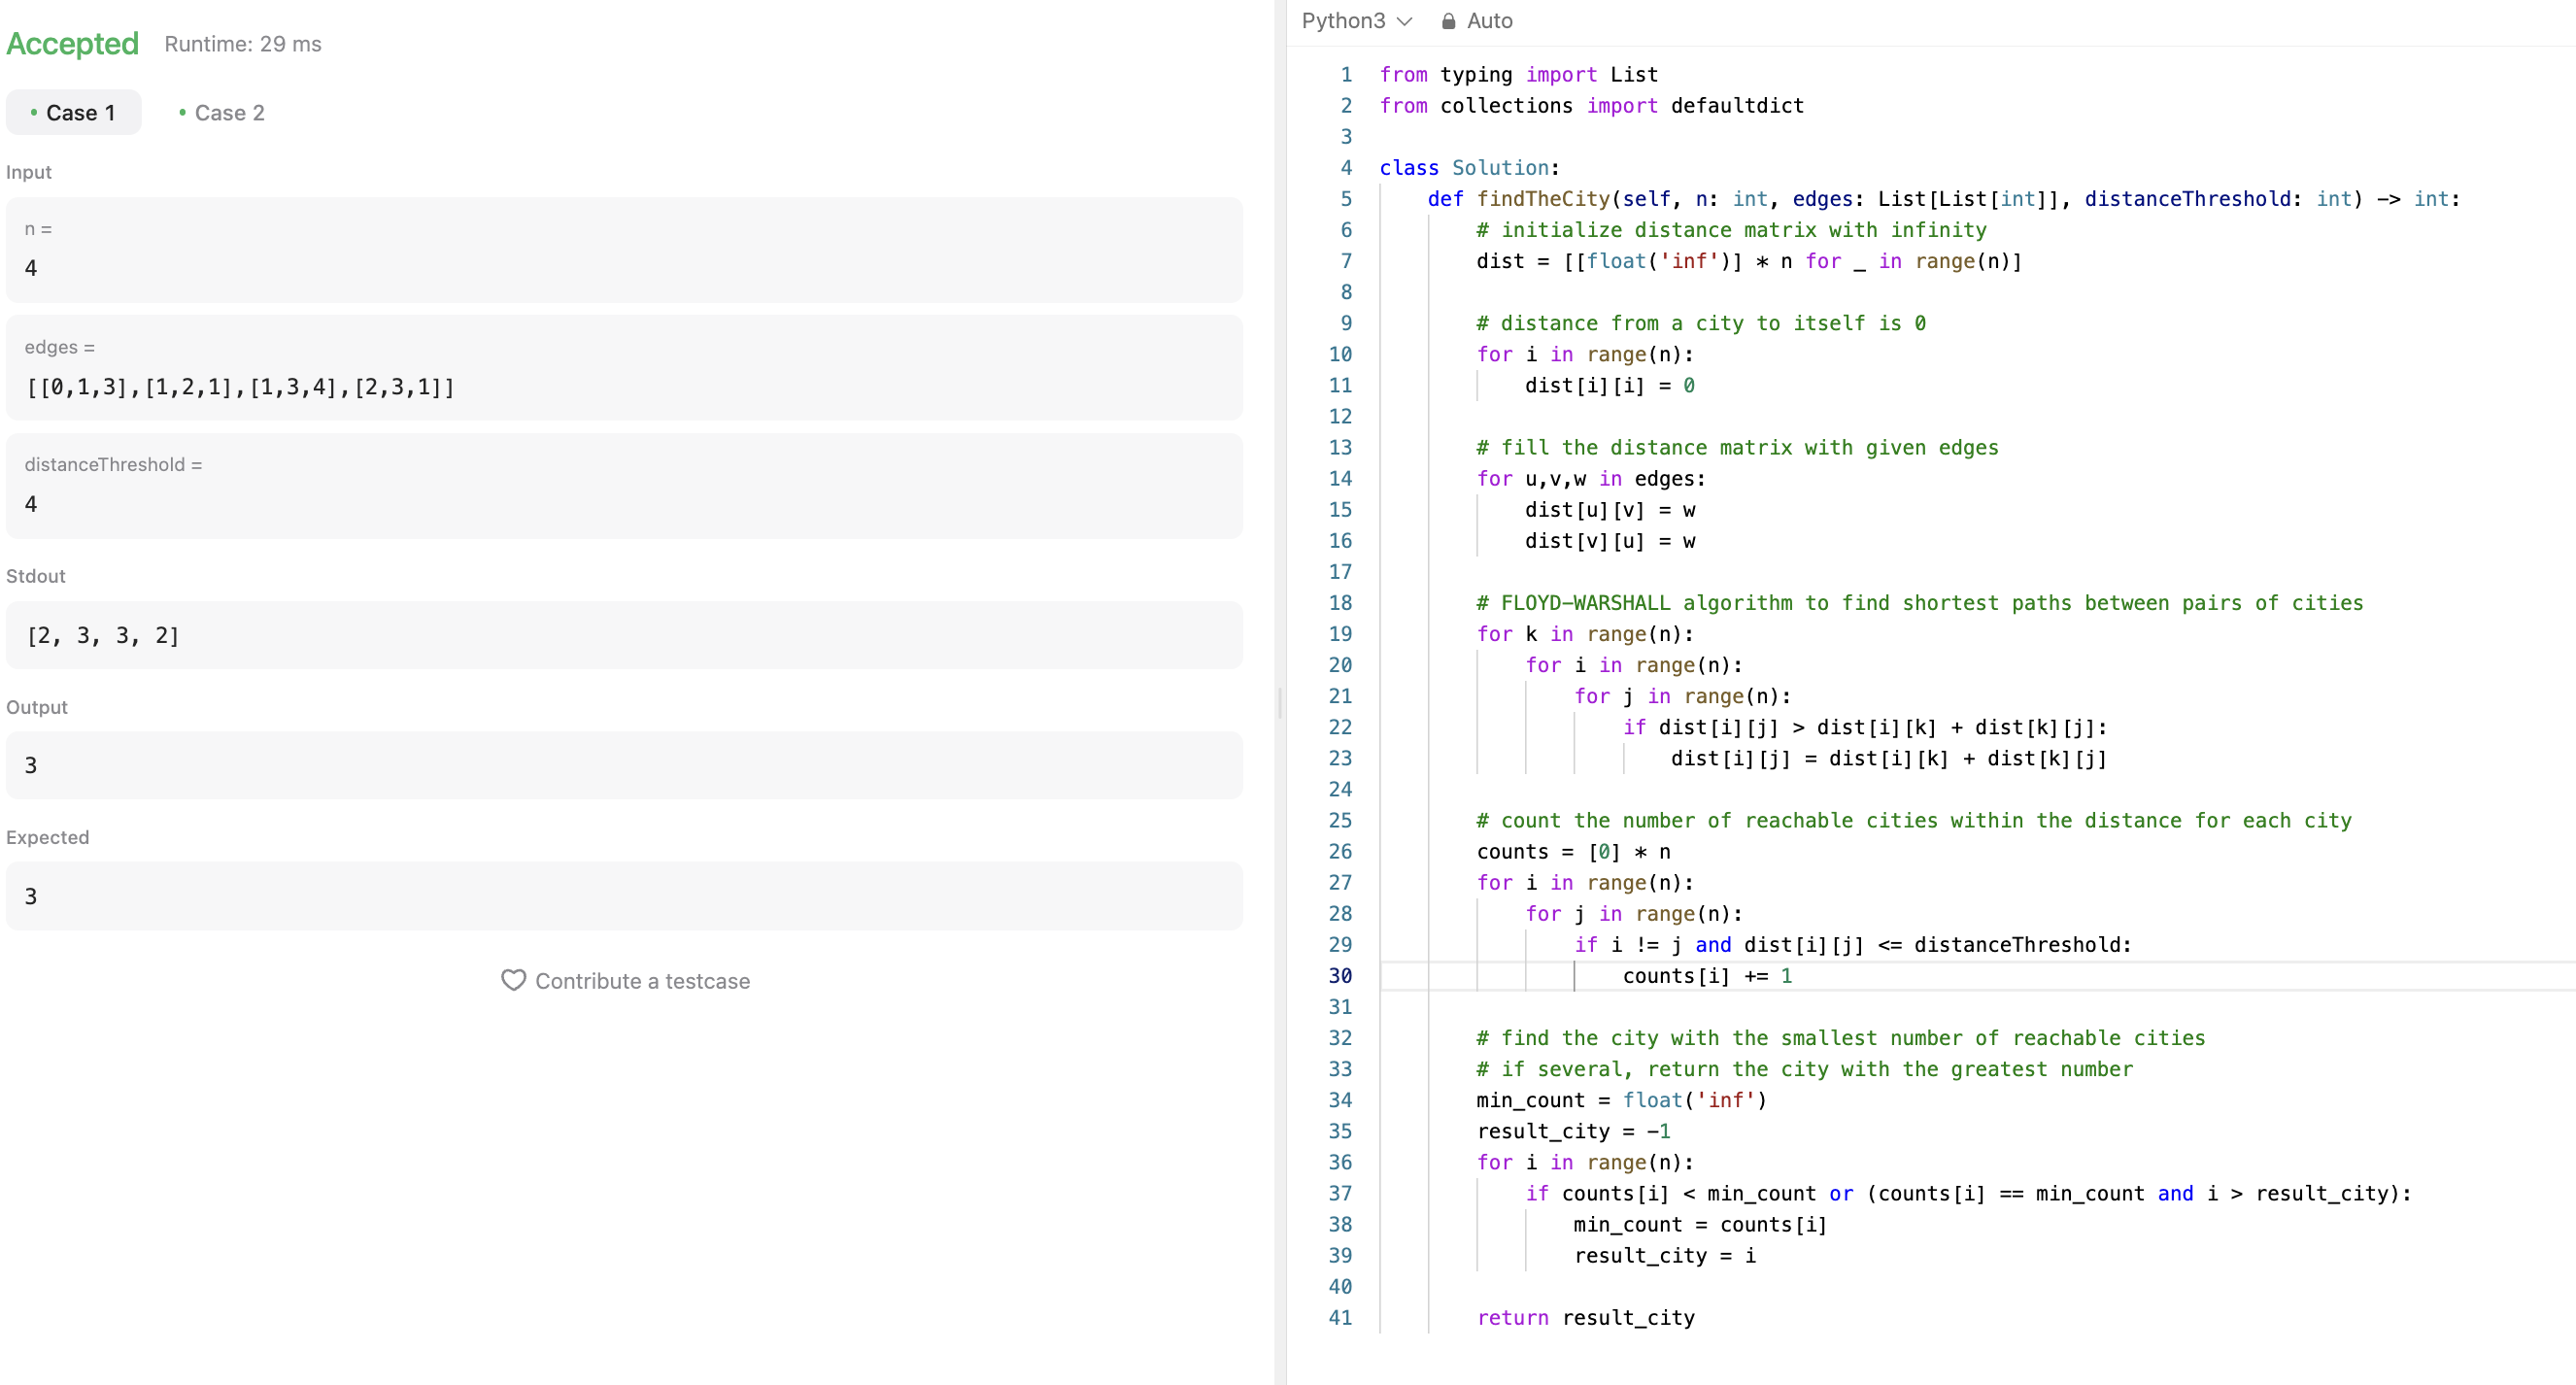 Accepted Runtime: 29 ms
Case 1 Case 2
Input
n =
4
edges =
[[0,1,3],[1,2,1],[1,3,4],[2,3,1]]
distanceThreshold =
4
Stdout
[2, 3, 3, 2]
Output
3
Expected
3
Contribute a testcase
Python3 Auto
1 from typing import List
2 from collections import defaultdict
3
4 class Solution:
5     def findTheCity(self, n: int, edges: List[List[int]], distanceThreshold: int) -> int:
6         # initialize distance matrix with infinity
7         dist = [[float('inf')] * n for _ in range(n)]
8
9         # distance from a city to itself is 0
10         for i in range(n):
11             dist[i][i] = 0
12
13         # fill the distance matrix with given edges
14         for u,v,w in edges:
15             dist[u][v] = w
16             dist[v][u] = w
17
18         # FLOYD-WARSHALL algorithm to find shortest paths between pairs of cities
19         for k in range(n):
20             for i in range(n):
21                 for j in range(n):
22                     if dist[i][j] > dist[i][k] + dist[k][j]:
23                         dist[i][j] = dist[i][k] + dist[k][j]
24
25         # count the number of reachable cities within the distance for each city
26         counts = [0] * n
27         for i in range(n):
28             for j in range(n):
29                 if i != j and dist[i][j] <= distanceThreshold:
30                     counts[i] += 1
31
32         # find the city with the smallest number of reachable cities
33         # if several, return the city with the greatest number
34         min_count = float('inf')
35         result_city = -1
36         for i in range(n):
37             if counts[i] < min_count or (counts[i] == min_count and i > result_city):
38                 min_count = counts[i]
39                 result_city = i
40
41         return result_city